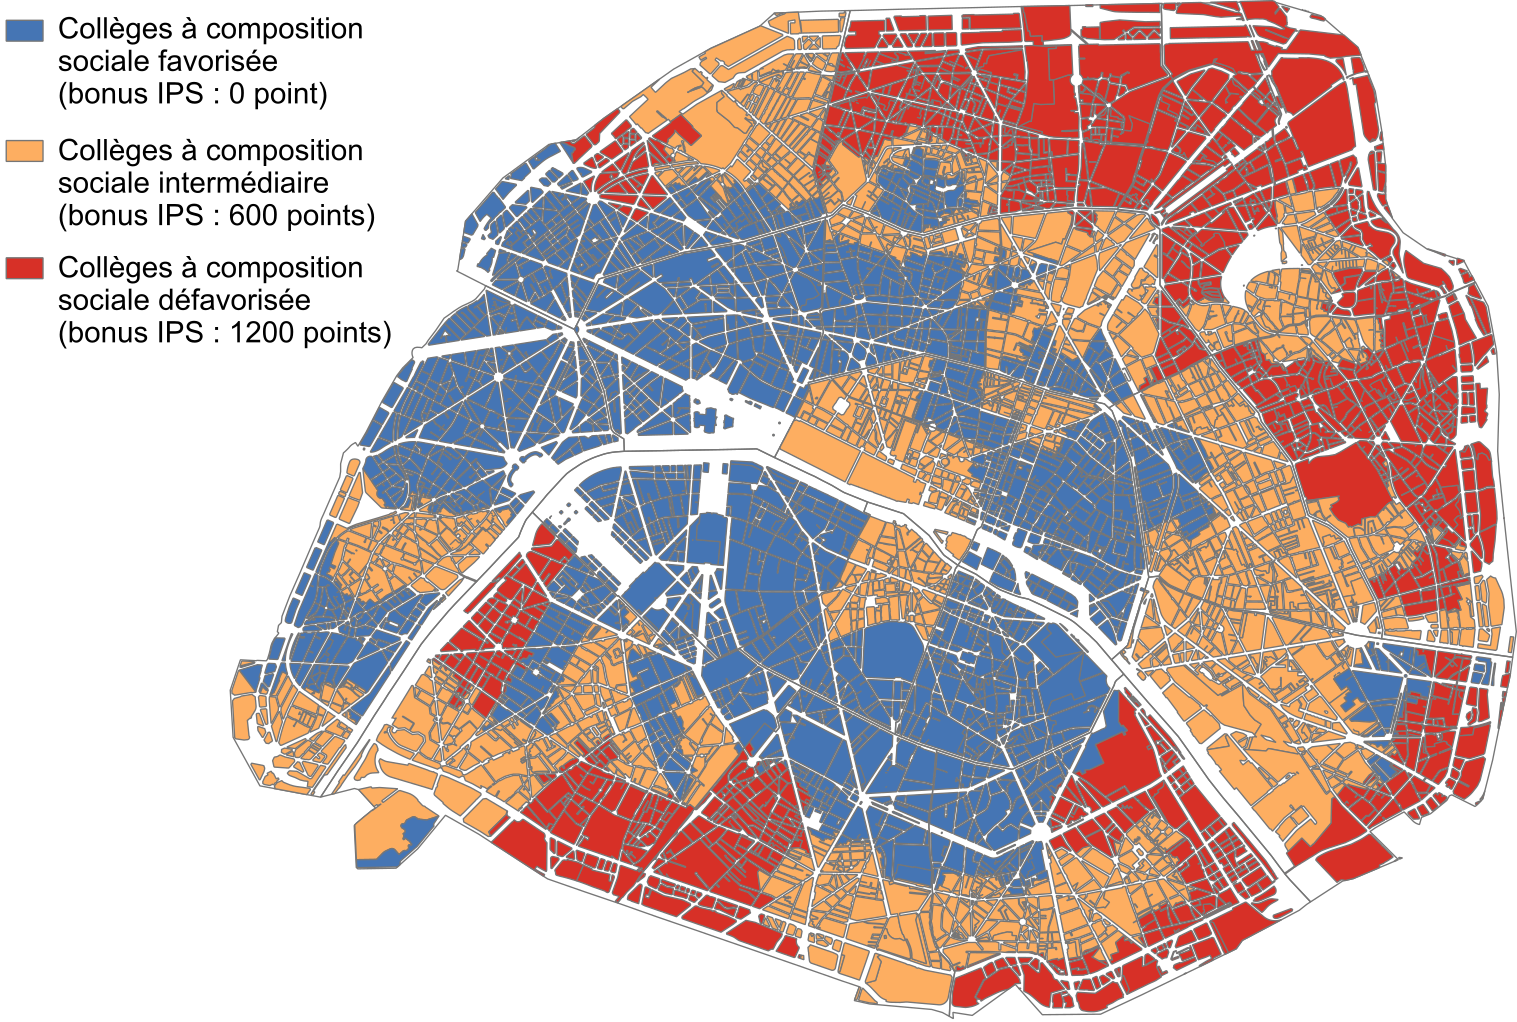 Collèges à composition
sociale favorisée
(bonus IPS : 0 point)
Collèges à composition
sociale intermédiaire
(bonus IPS : 600 points)
Collèges à composition
sociale défavorisée
(bonus IPS : 1200 points)